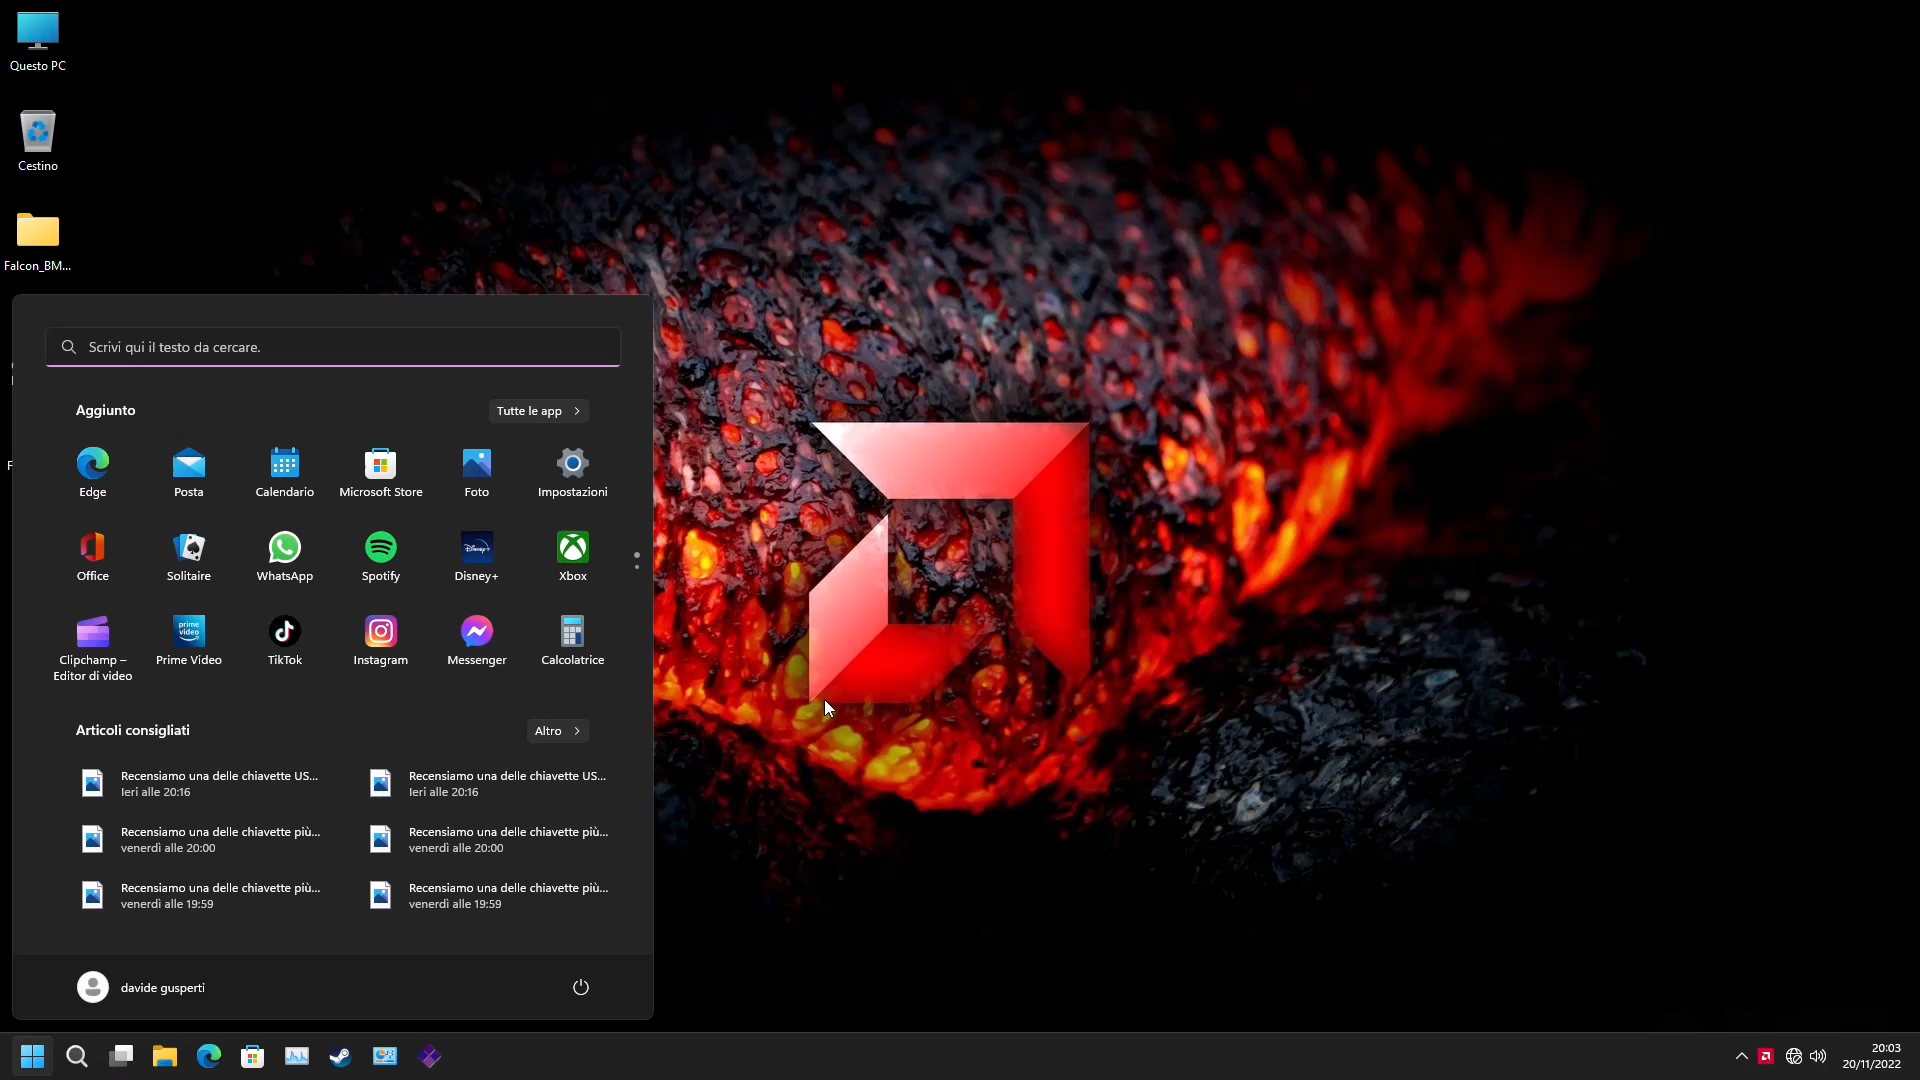 Questo PC
Cestino
Falcon_BM...
Scrivi qui il testo da cercare.
Aggiunto
Tutte le app
Edge
Posta
Calendario
Microsoft Store
Foto
Impostazioni
Office
Solitaire
WhatsApp
Spotify
Disney+
Xbox
Clipchamp –
Editor di video
Prime Video
TikTok
Instagram
Messenger
Calcolatrice
Articoli consigliati
Altro
Recensiamo una delle chiavette US...
Ieri alle 20:16
Recensiamo una delle chiavette US...
Ieri alle 20:16
Recensiamo una delle chiavette più...
venerdì alle 20:00
Recensiamo una delle chiavette più...
venerdì alle 20:00
Recensiamo una delle chiavette più...
venerdì alle 19:59
Recensiamo una delle chiavette più...
venerdì alle 19:59
davide gusperti
20:03
20/11/2022